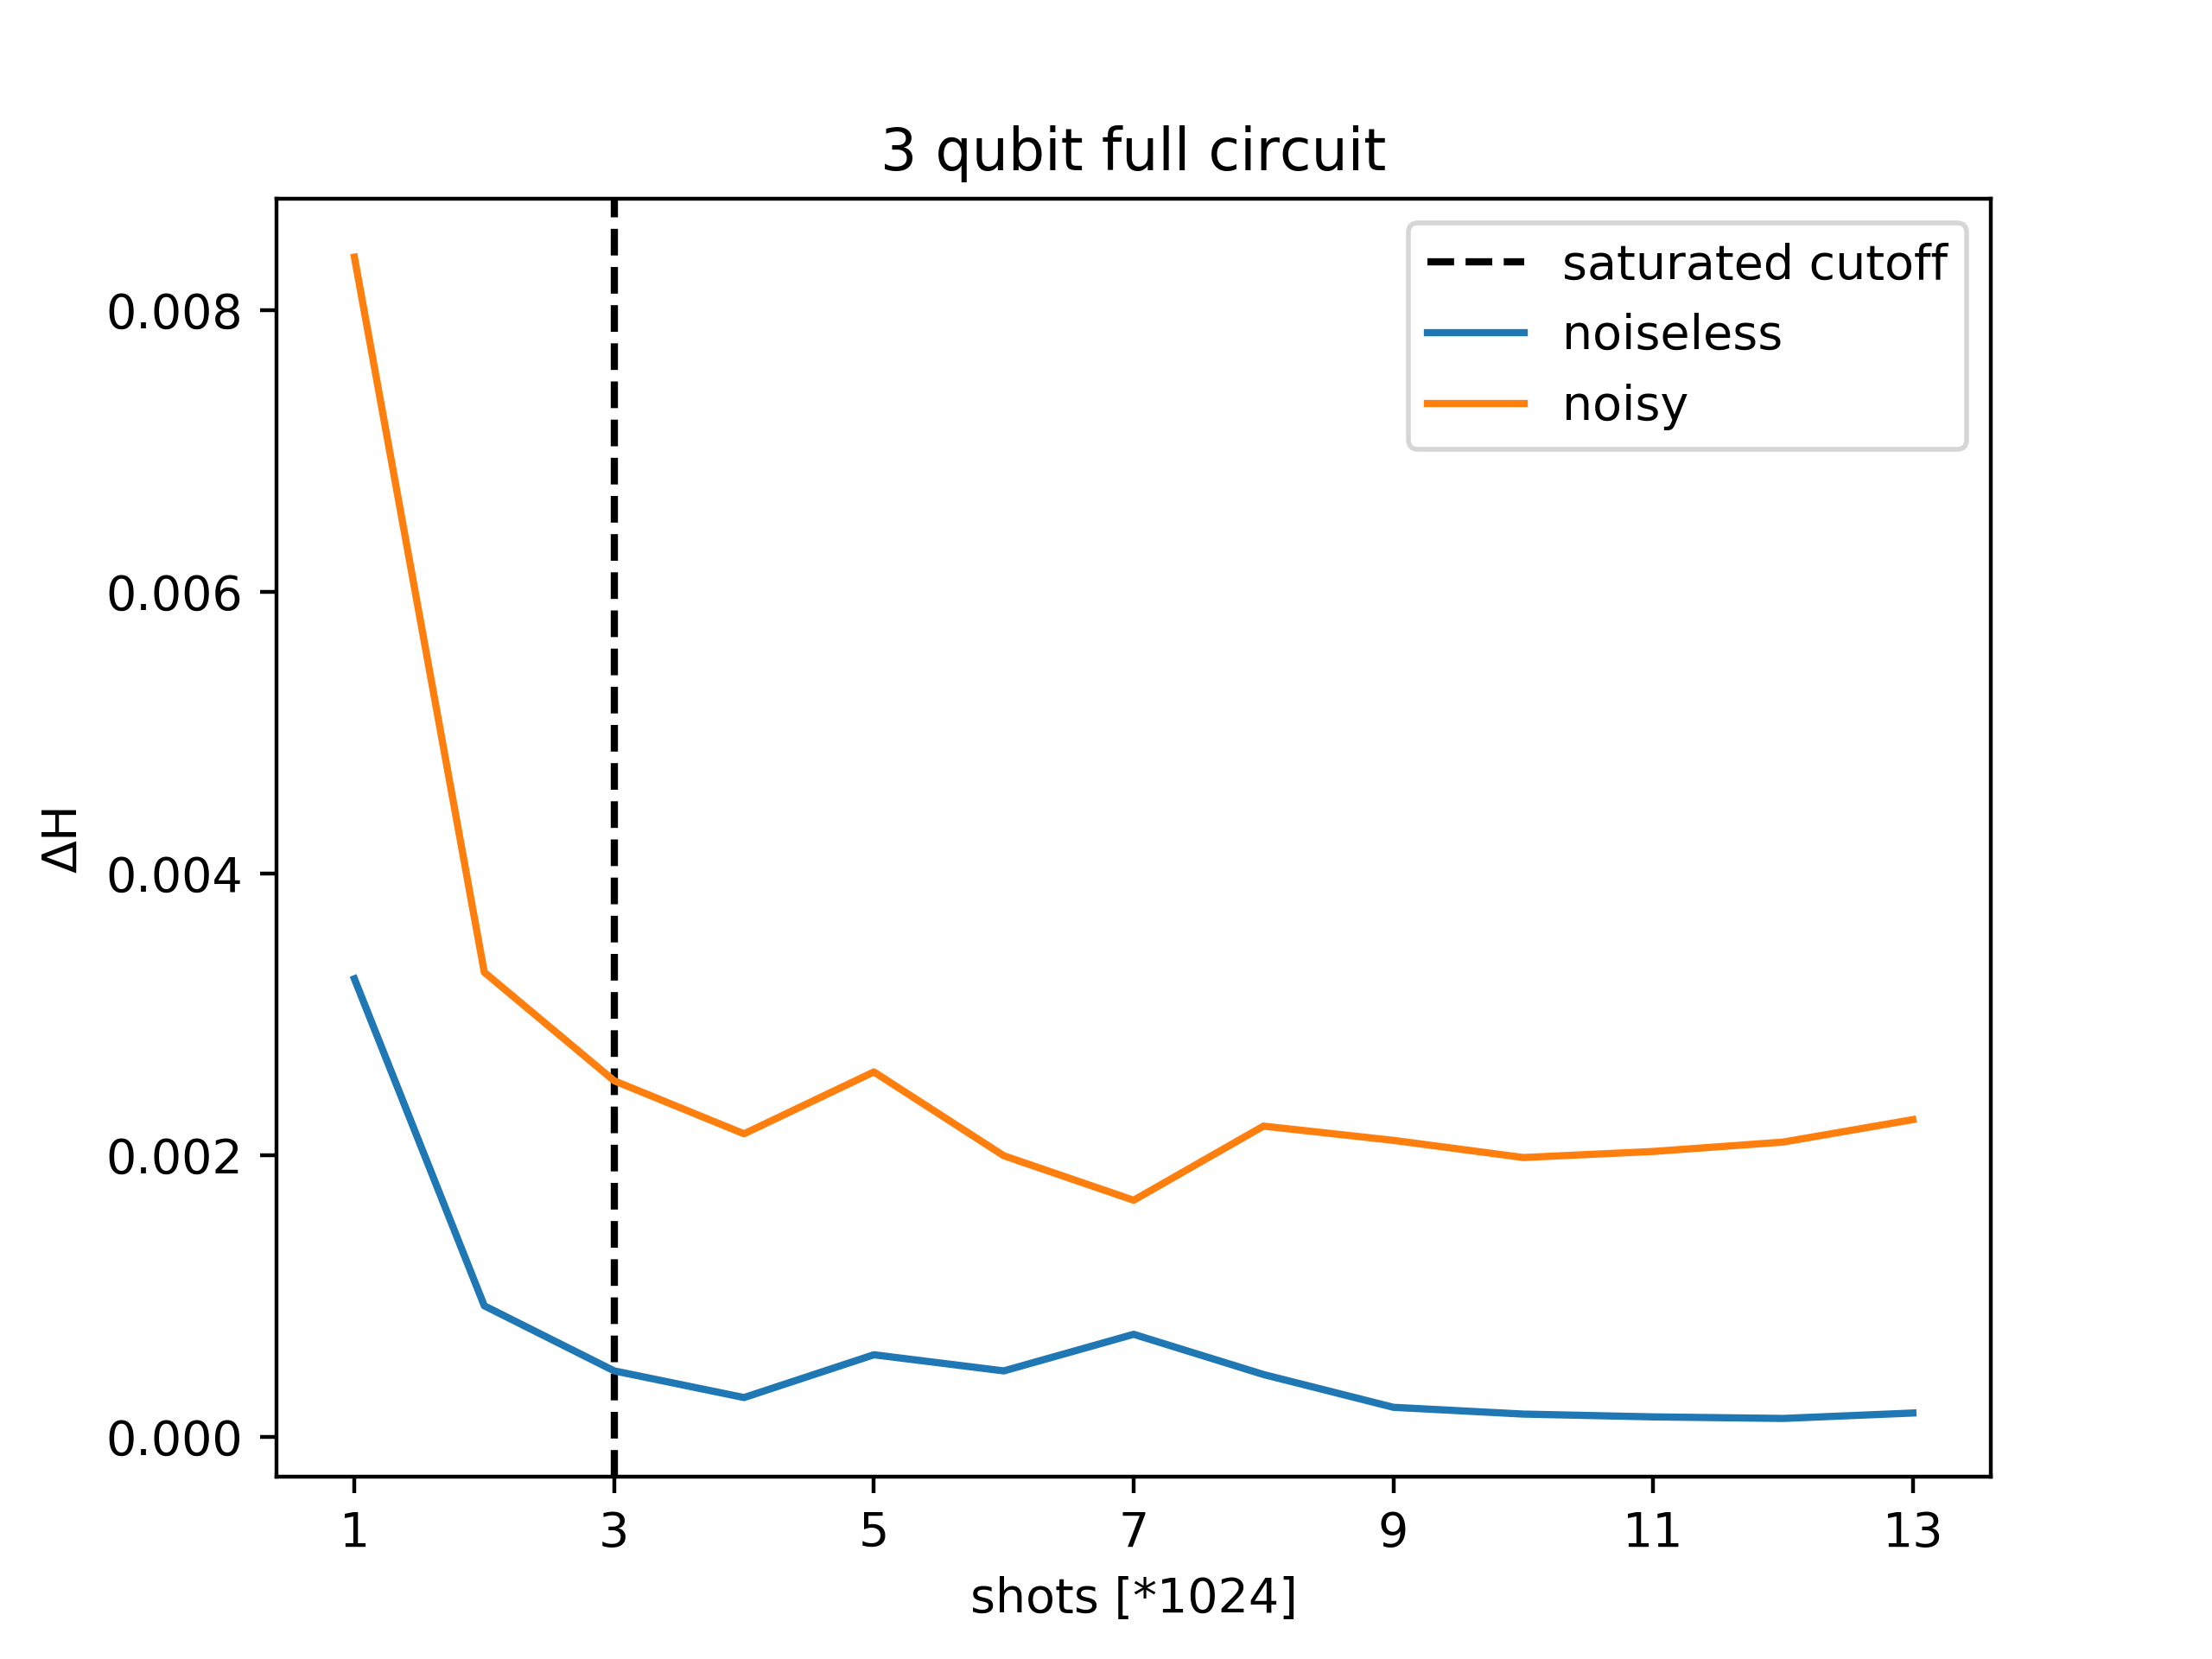 3 qubit full circuit
saturated cutoff
noiseless
noisy
0.008
0.006
0.004
0.002
0.000
ΔH
1 3 5 7 9 11 13
shots [*1024]